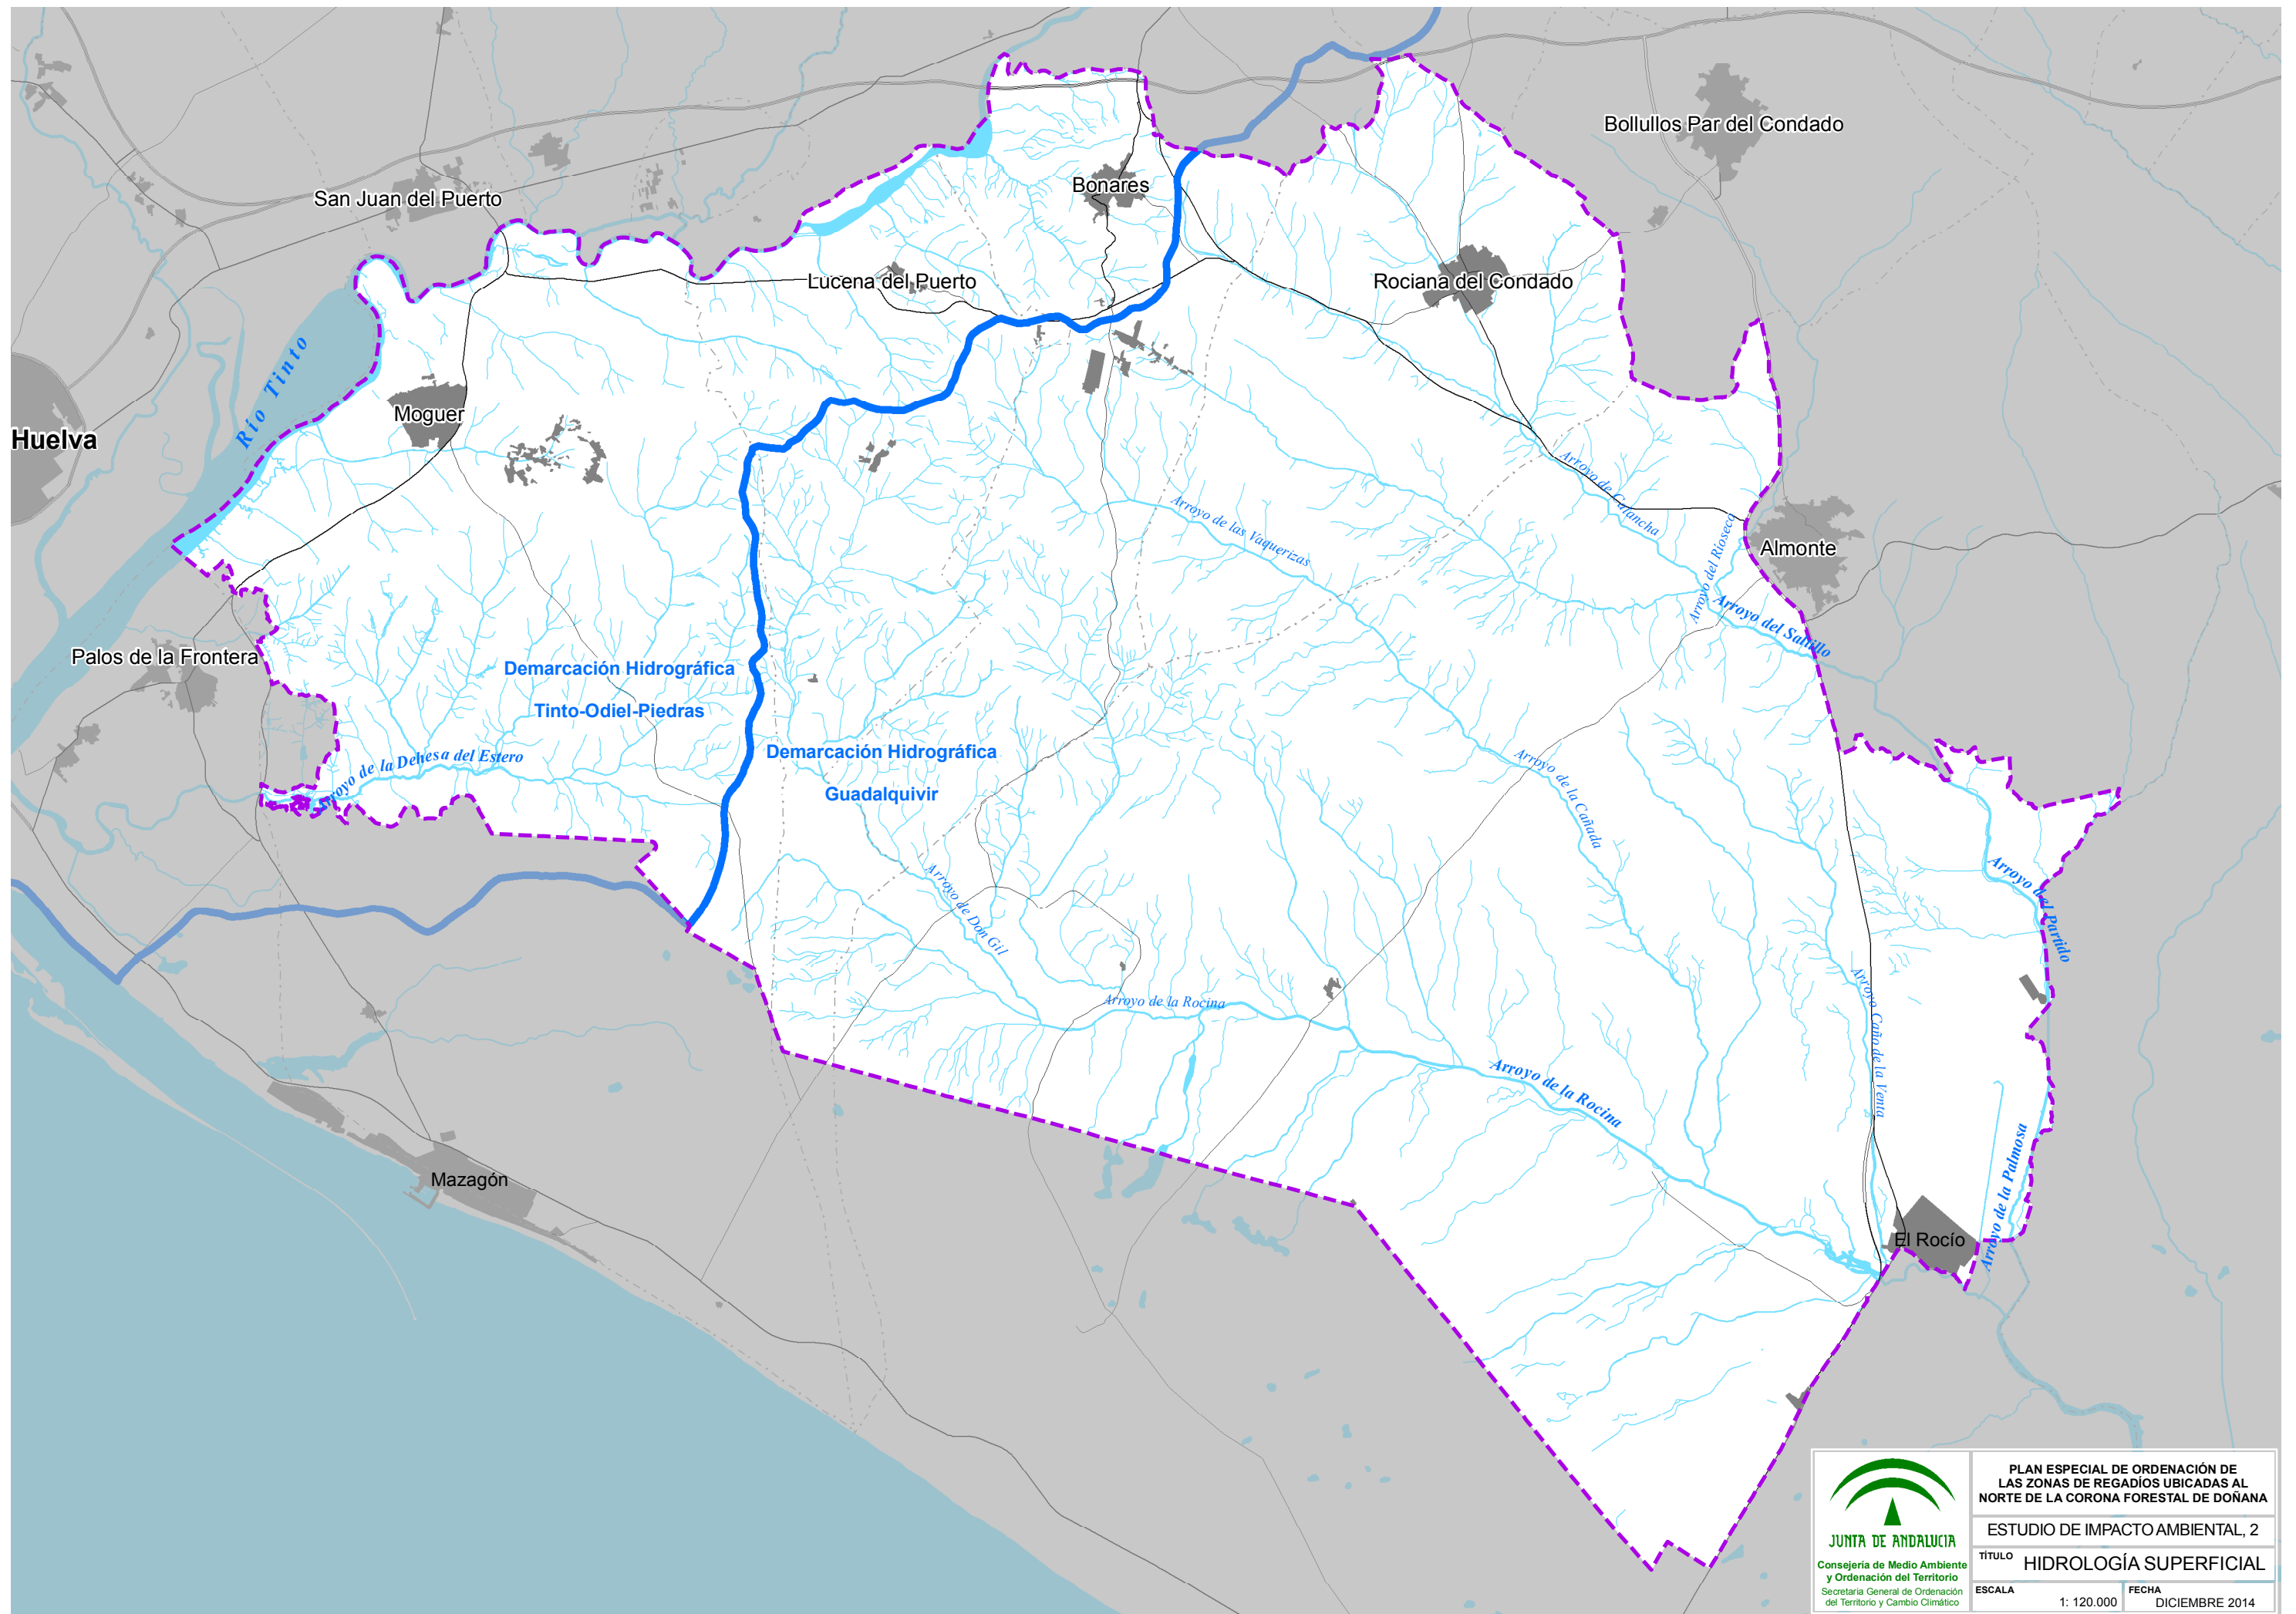 Bollullos Par del Condado
San Juan del Puerto
Bonares
Lucena del Puerto
Rociana del Condado
Río Tinto
Moguer
Huelva
Arroyo de Calancha
Arroyo de las Vaquerizas
Arroyo del Rioseco
Almonte
Arroyo del Saltillo
Palos de la Frontera
Demarcación Hidrográfica
Tinto-Odiel-Piedras
Demarcación Hidrográfica
Guadalquivir
Arroyo de la Dehesa del Estero
Arroyo de la Cañada
Arroyo de Don Gil
Arroyo del Partido
Arroyo de la Rocina
Arroyo Caño de la Venta
Arroyo de la Rocina
Arroyo de la Palmosa
Mazagón
El Rocío
JUNTA DE ANDALUCIA
Consejería de Medio Ambiente
y Ordenación del Territorio
Secretaria General de Ordenación
del Territorio y Cambio Climático
PLAN ESPECIAL DE ORDENACIÓN DE
LAS ZONAS DE REGADÍOS UBICADAS AL
NORTE DE LA CORONA FORESTAL DE DOÑANA
ESTUDIO DE IMPACTO AMBIENTAL, 2
TÍTULO HIDROLOGÍA SUPERFICIAL
ESCALA 1: 120.000
FECHA DICIEMBRE 2014